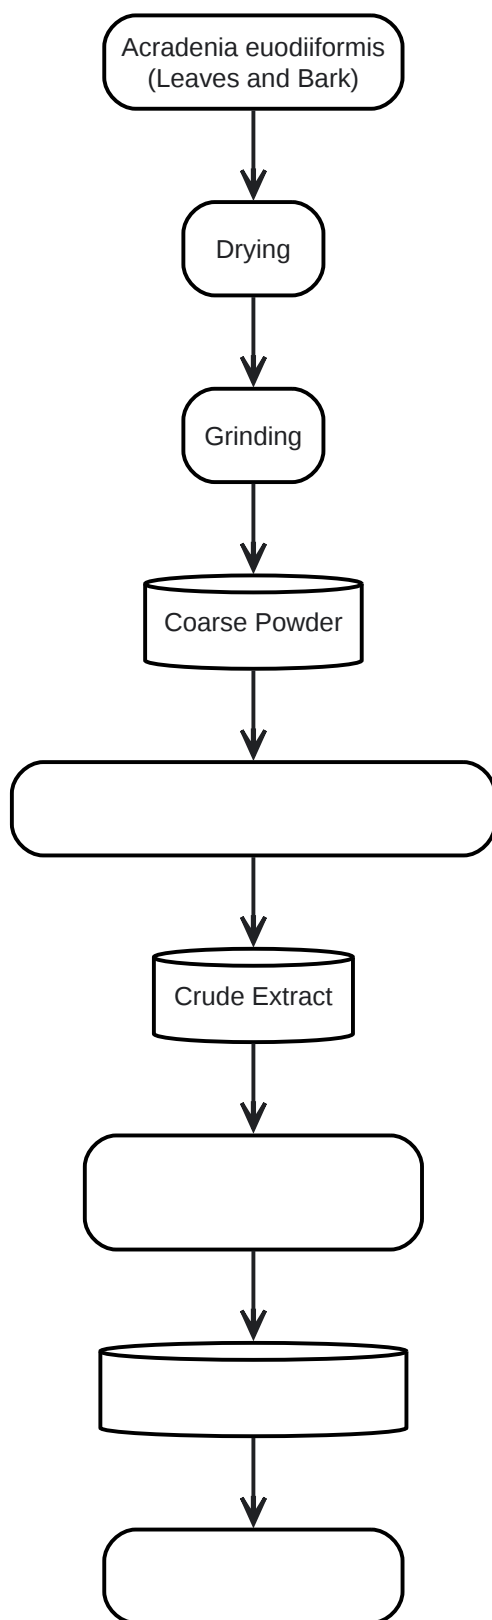 Acradenia euodiiformis
(Leaves and Bark)
Drying
Grinding
Coarse Powder
Crude Extract